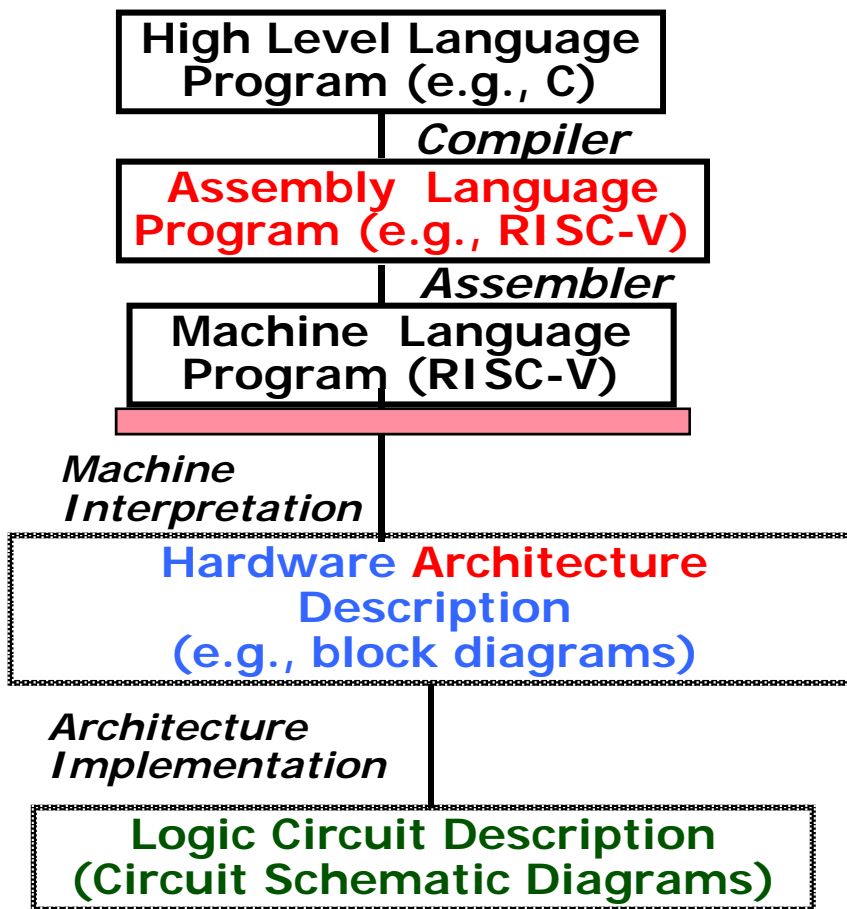 High Level Language
Program (e.g., C)
Compiler
Assembly Language
Program (e.g., RISC-V)
Assembler
Machine Language
Program (RISC-V)
Machine
Interpretation
Hardware Architecture
Description
(e.g., block diagrams)
Architecture
Implementation
Logic Circuit Description
(Circuit Schematic Diagrams)